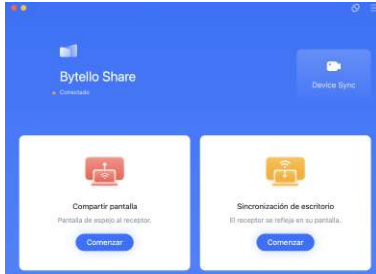 Bytello Share
Conectado
Device Sync
Compartir pantalla
Pantalla de espejo al receptor.
Comenzar
Sincronización de escritorio
El receptor se refleja en su pantalla.
Comenzar